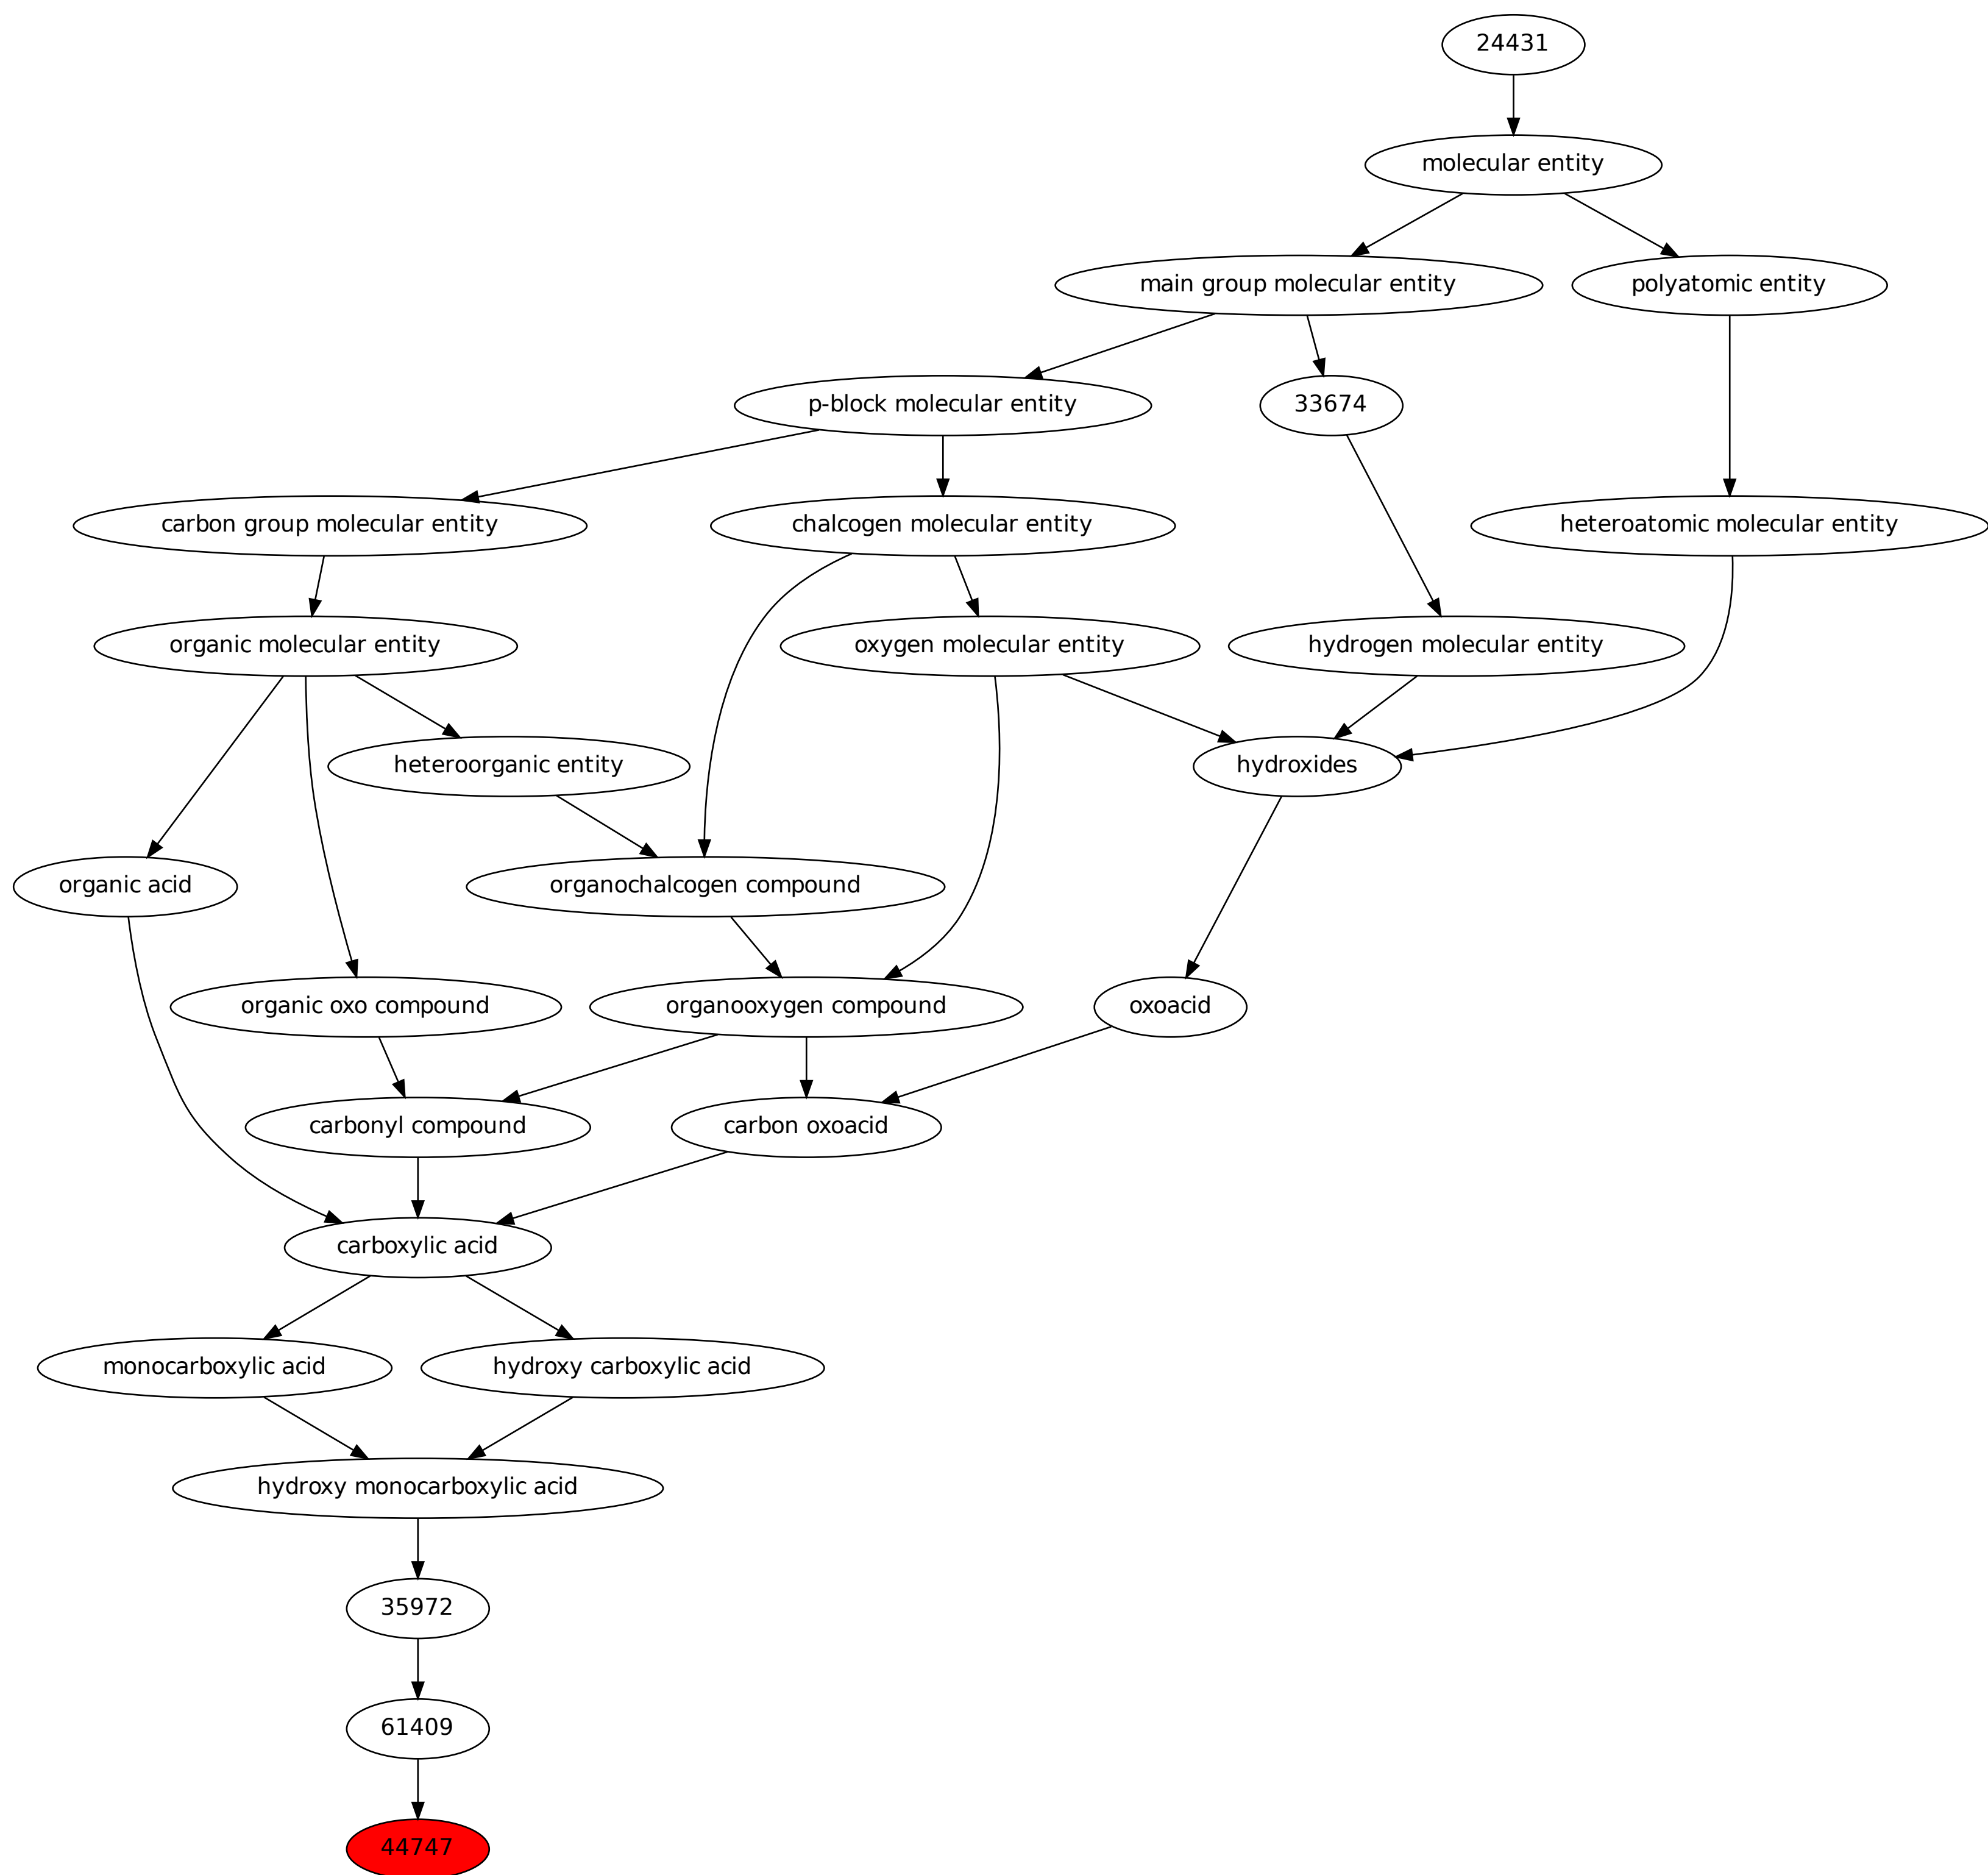 24431
molecular entity
main group molecular entity
polyatomic entity
p-block molecular entity
33674
carbon group molecular entity
chalcogen molecular entity
heteroatomic molecular entity
organic molecular entity
oxygen molecular entity
hydrogen molecular entity
heteroorganic entity
hydroxides
organic acid
organochalcogen compound
organic oxo compound
organooxygen compound
oxoacid
carbonyl compound
carbon oxoacid
carboxylic acid
monocarboxylic acid
hydroxy carboxylic acid
hydroxy monocarboxylic acid
35972
61409
44747